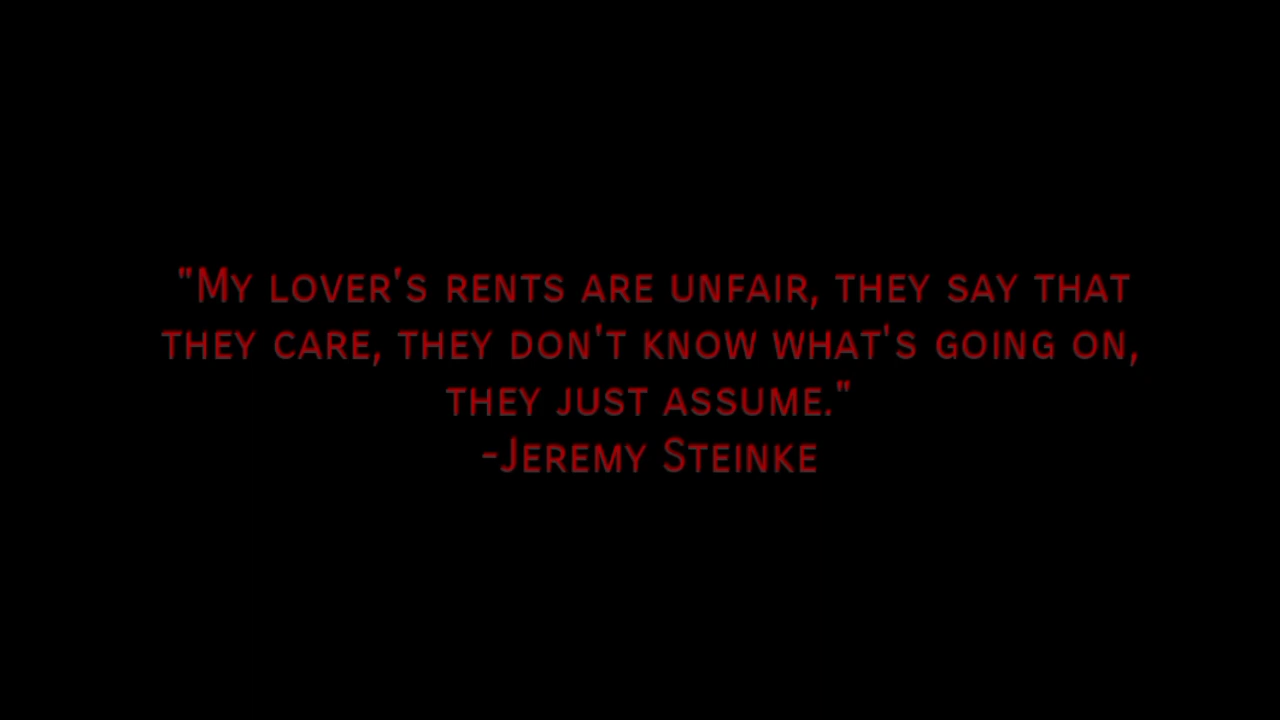 "My lover's rents are unfair, they say that
they care, they don't know what's going on,
they just assume."
-Jeremy Steinke